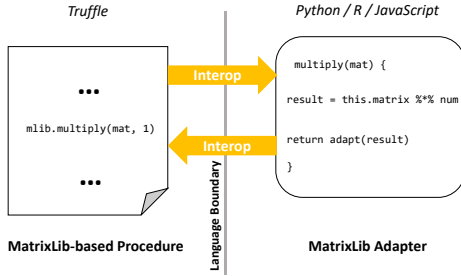 Truffle
Python / R / JavaScript
...
mlib.multiply(mat, 1)
...
Interop
Interop
Language Boundary
multiply(mat) {
result = this.matrix %*% num
return adapt(result)
}
MatrixLib-based Procedure
MatrixLib Adapter